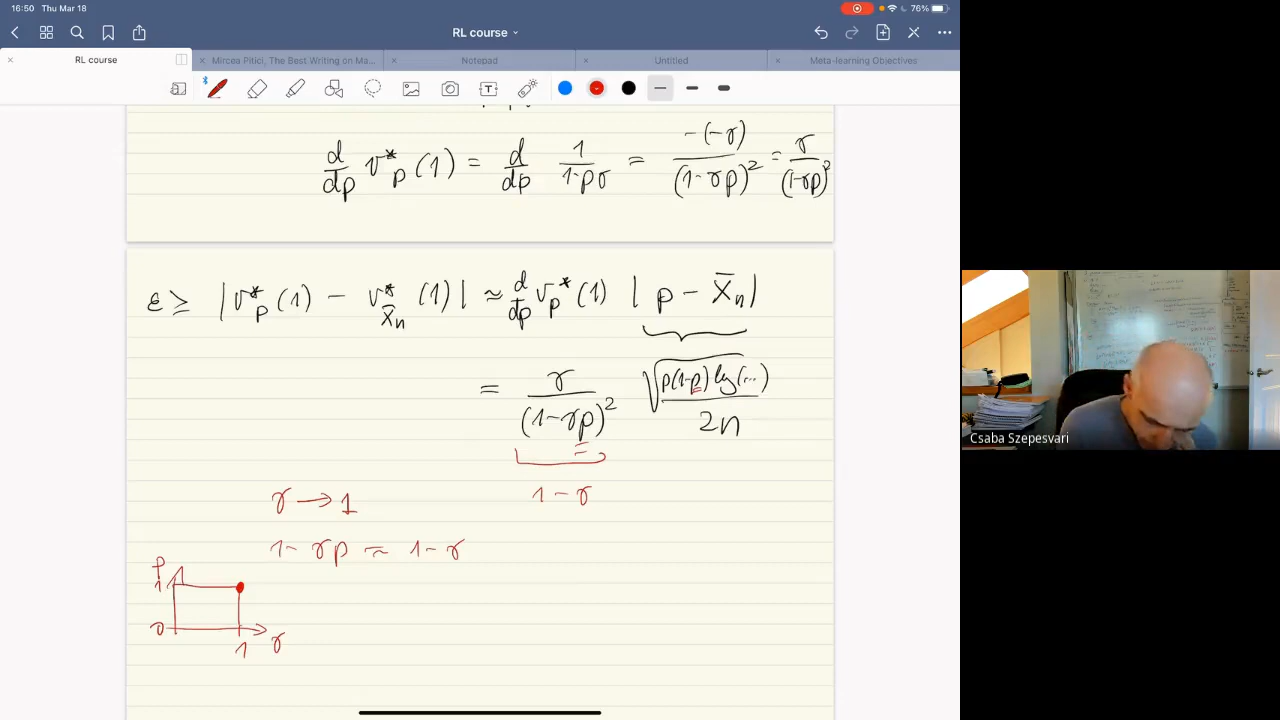 16:50 Thu Mar 18
76%
RL course
RL course
Mircea Pitici, The Best Writing on Ma...
Notepad
Untitled
Meta-learning Objectives
d/dp v*_p(1) = d/dp 1/(1-pγ) = -(-γ)/(1-γp)² = γ/(1-γp)²
ε ≥ |v*_p(1) - v*_X̄n(1)| ≈ d/dp v_p*(1) |p - X̄n|
= γ/(1-γp)² √(p(1-p) log(...)/2n)
1-γ
γ → 1
1-γp ≈ 1-γ
p
1
0
1
γ
Csaba Szepesvari